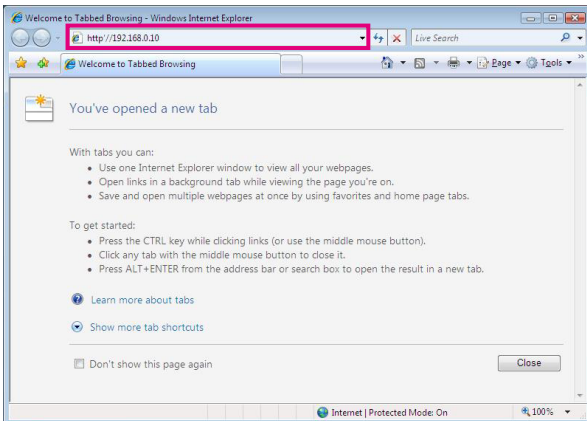 Welcome to Tabbed Browsing - Windows Internet Explorer
http://192.168.0.10
Live Search
Welcome to Tabbed Browsing
Page
Tools
You've opened a new tab
With tabs you can:
• Use one Internet Explorer window to view all your webpages.
• Open links in a background tab while viewing the page you're on.
• Save and open multiple webpages at once by using favorites and home page tabs.
To get started:
• Press the CTRL key while clicking links (or use the middle mouse button).
• Click any tab with the middle mouse button to close it.
• Press ALT+ENTER from the address bar or search box to open the result in a new tab.
Learn more about tabs
Show more tab shortcuts
Don't show this page again
Close
Internet | Protected Mode: On
100%